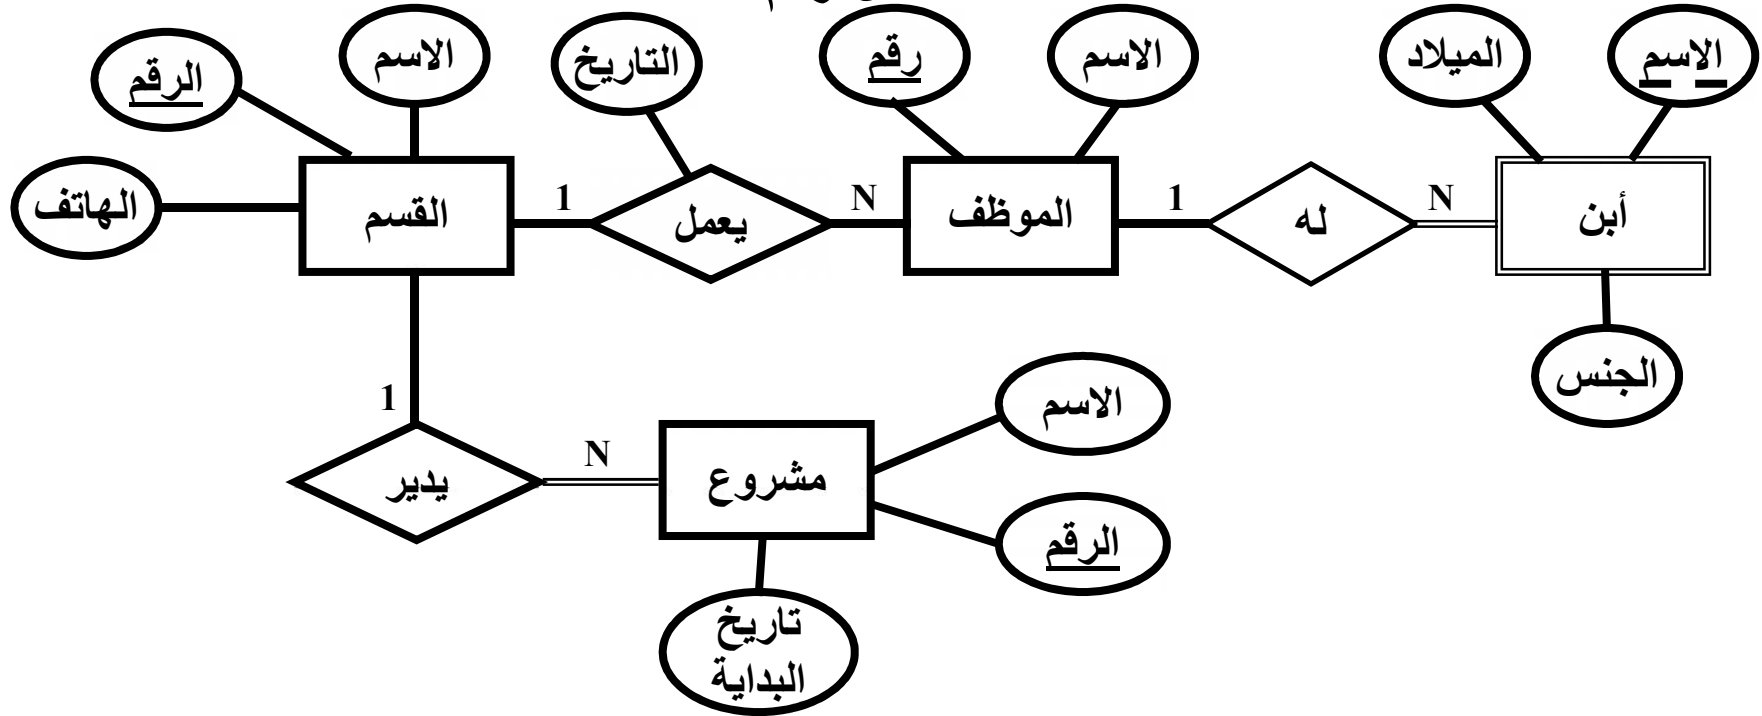 الاسم
الميلاد
الاسم
رقم
التاريخ
الاسم
الرقم
أبن
N
له
1
الموظف
N
يعمل
1
القسم
الهاتف
الجنس
1
الاسم
مشروع
N
يدير
الرقم
تاريخ
البداية